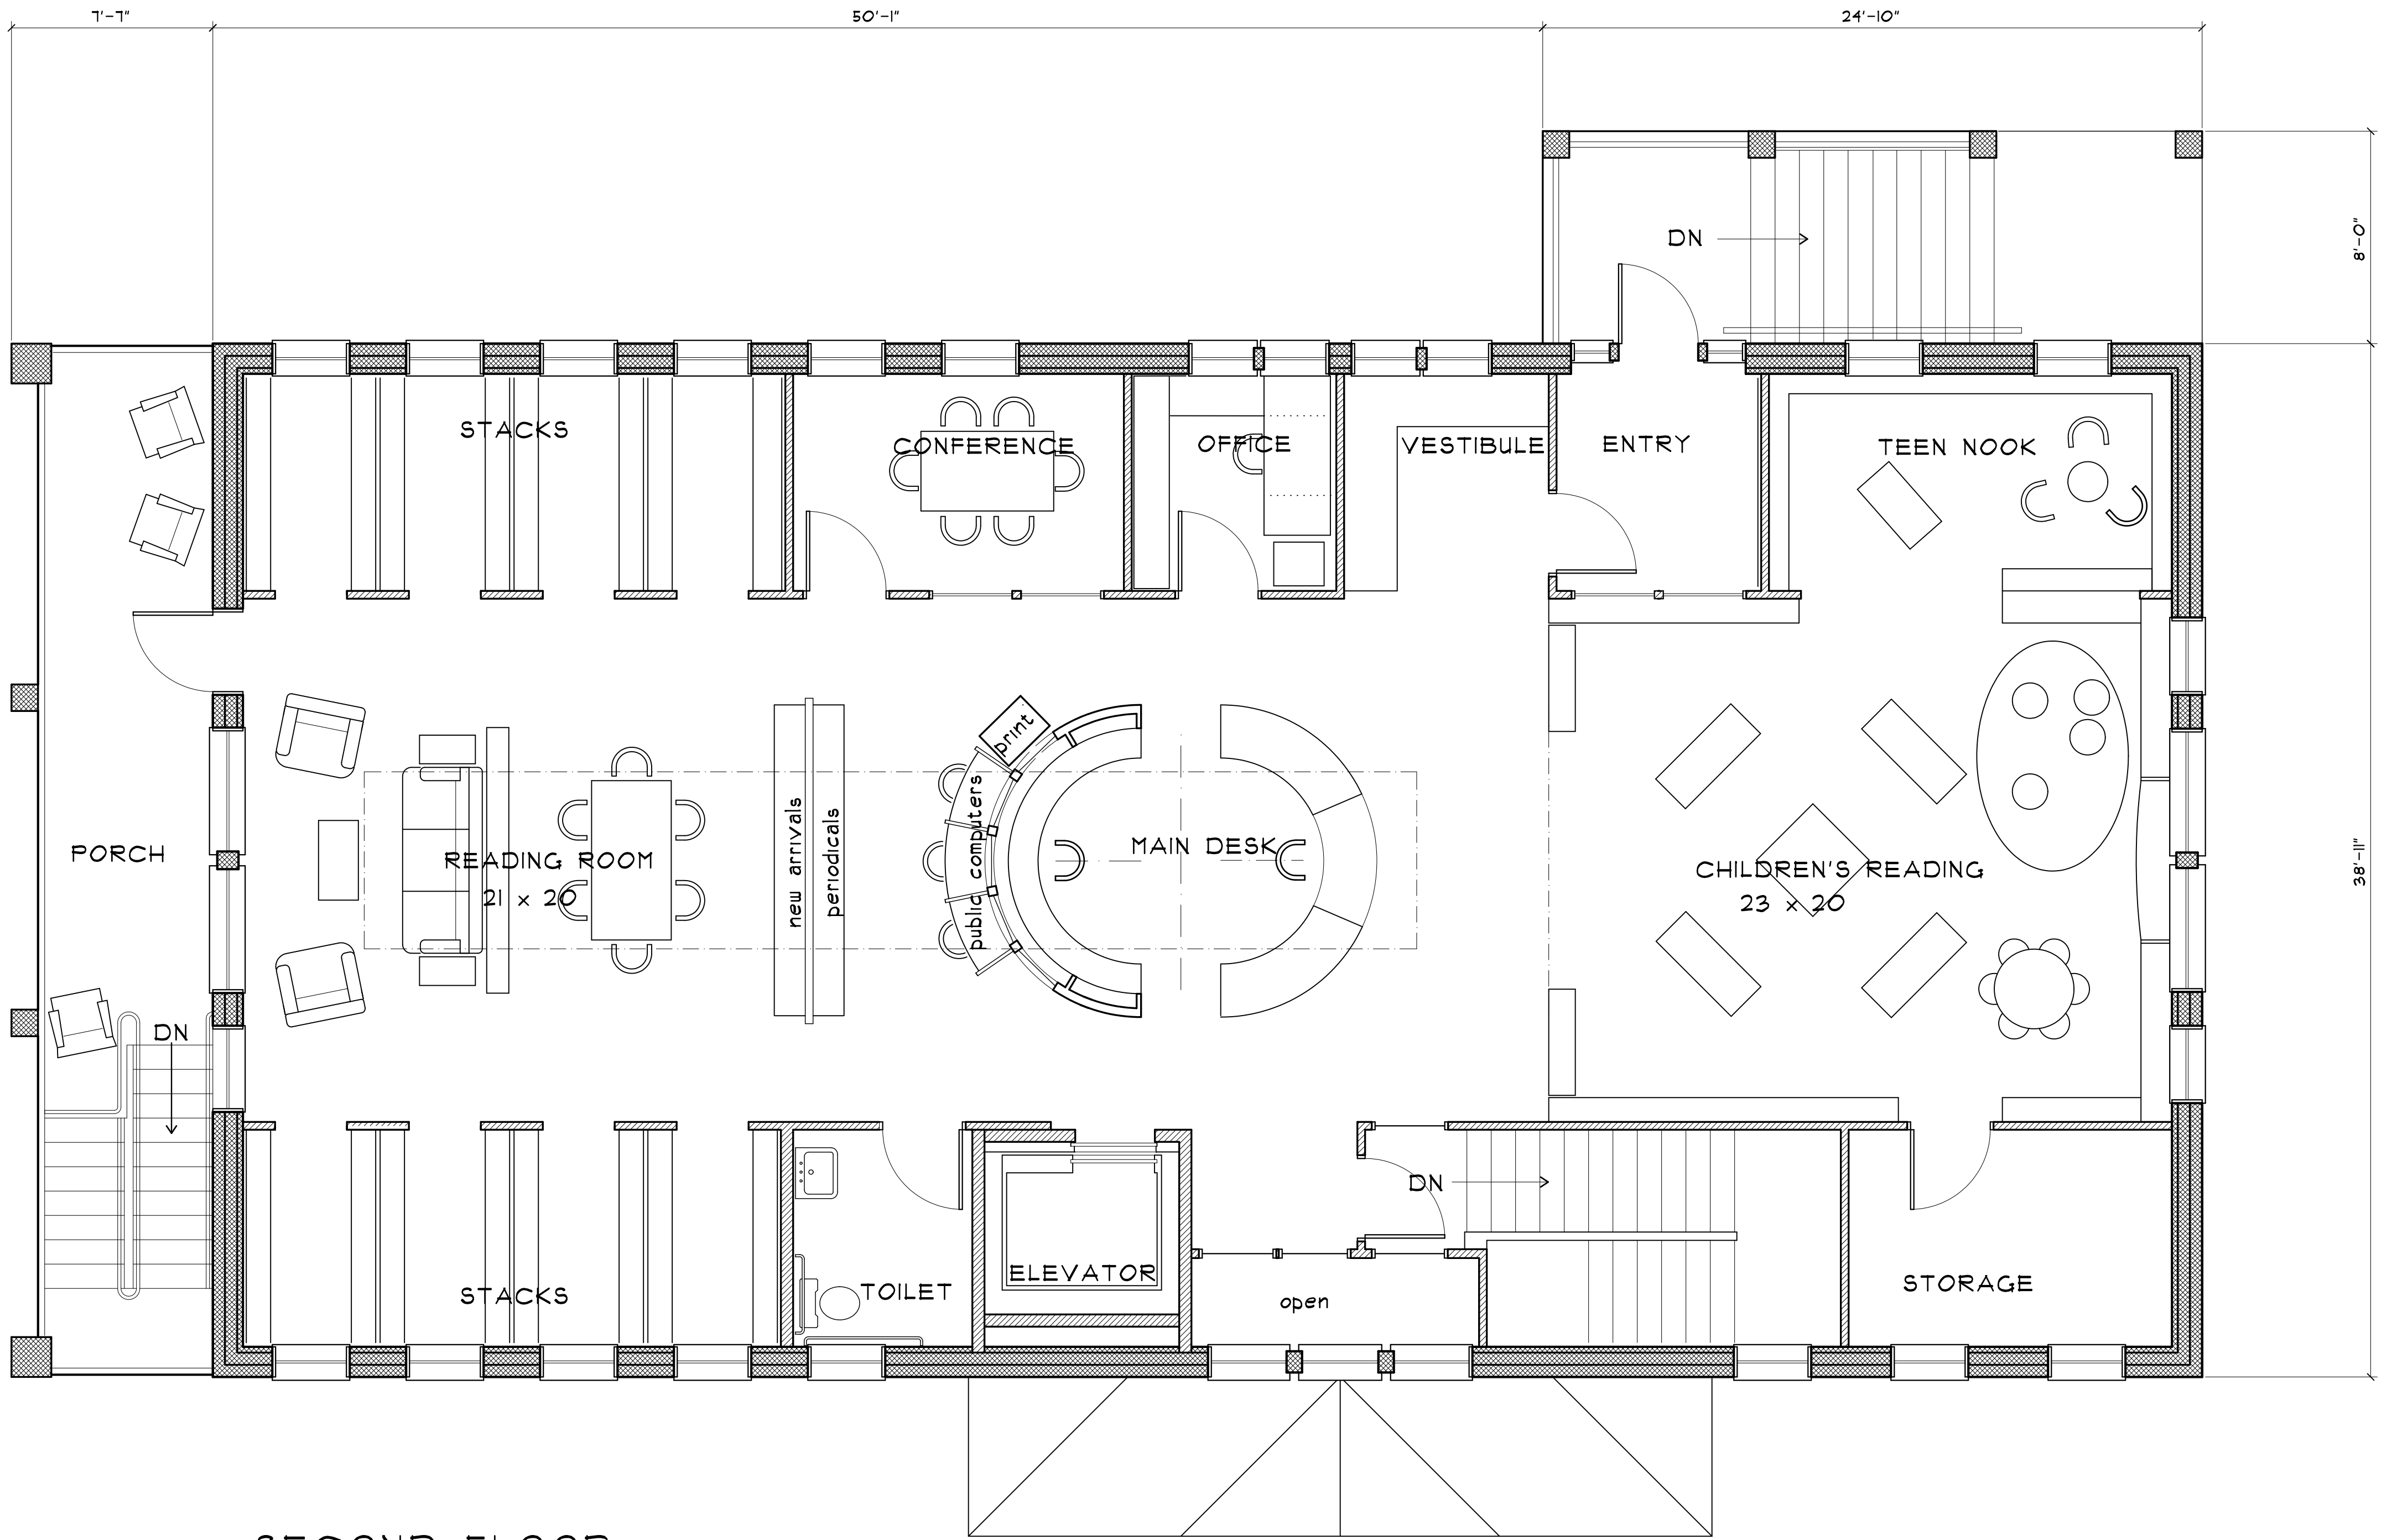 7'-7"
50'-1"
24'-10"
8'-0"
DN
STACKS
CONFERENCE
OFFICE
VESTIBULE
ENTRY
TEEN NOOK
print
new arrivals
periodicals
public computers
MAIN DESK
PORCH
READING ROOM
21 x 20
CHILDREN'S READING
23 x 20
38'-11"
DN
DN
STACKS
TOILET
ELEVATOR
open
STORAGE
SECOND FLOOR